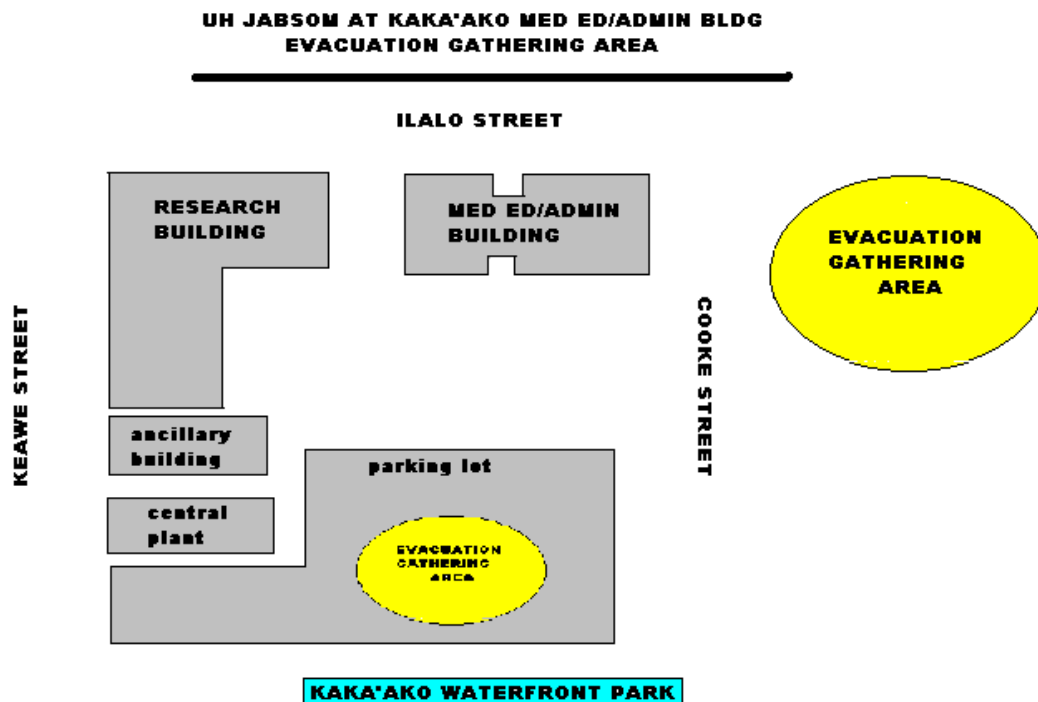 UH JABSOM AT KAKA'AKO MED ED/ADMIN BLDG
EVACUATION GATHERING AREA
ILALO STREET
RESEARCH
BUILDING
MED ED/ADMIN
BUILDING
EVACUATION
GATHERING
AREA
KEAWE STREET
COOKE STREET
ancillary
building
parking lot
central
plant
EVACUATION
GATHERING
AREA
KAKA'AKO WATERFRONT PARK